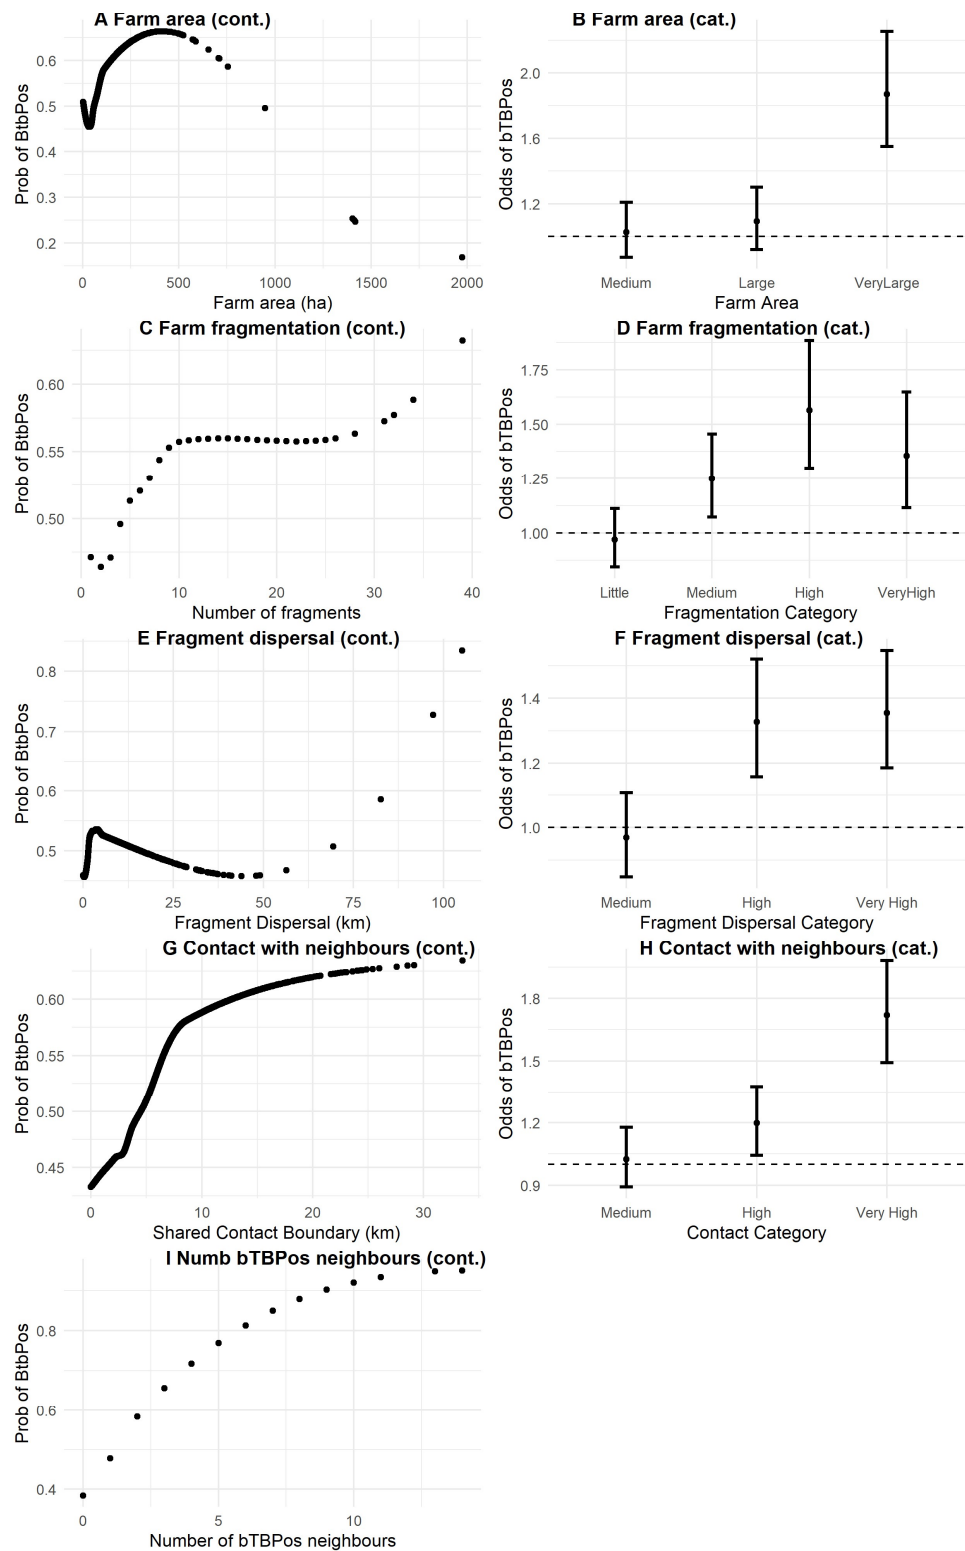 A Farm area (cont.)
Prob of BtbPos
0.6
0.5
0.4
0.3
0.2
0 500 1000 1500 2000
Farm area (ha)
B Farm area (cat.)
Odds of bTBPos
2.0
1.6
1.2
Medium Large VeryLarge
Farm Area
C Farm fragmentation (cont.)
Prob of BtbPos
0.60
0.55
0.50
0 10 20 30 40
Number of fragments
D Farm fragmentation (cat.)
Odds of bTBPos
1.75
1.50
1.25
1.00
Little Medium High VeryHigh
Fragmentation Category
E Fragment dispersal (cont.)
Prob of BtbPos
0.8
0.7
0.6
0.5
0 25 50 75 100
Fragment Dispersal (km)
F Fragment dispersal (cat.)
Odds of bTBPos
1.4
1.2
1.0
Medium High Very High
Fragment Dispersal Category
G Contact with neighbours (cont.)
Prob of BtbPos
0.60
0.55
0.50
0.45
0 10 20 30
Shared Contact Boundary (km)
H Contact with neighbours (cat.)
Odds of bTBPos
1.8
1.5
1.2
0.9
Medium High Very High
Contact Category
I Numb bTBPos neighbours (cont.)
Prob of BtbPos
0.8
0.6
0.4
0 5 10
Number of bTBPos neighbours